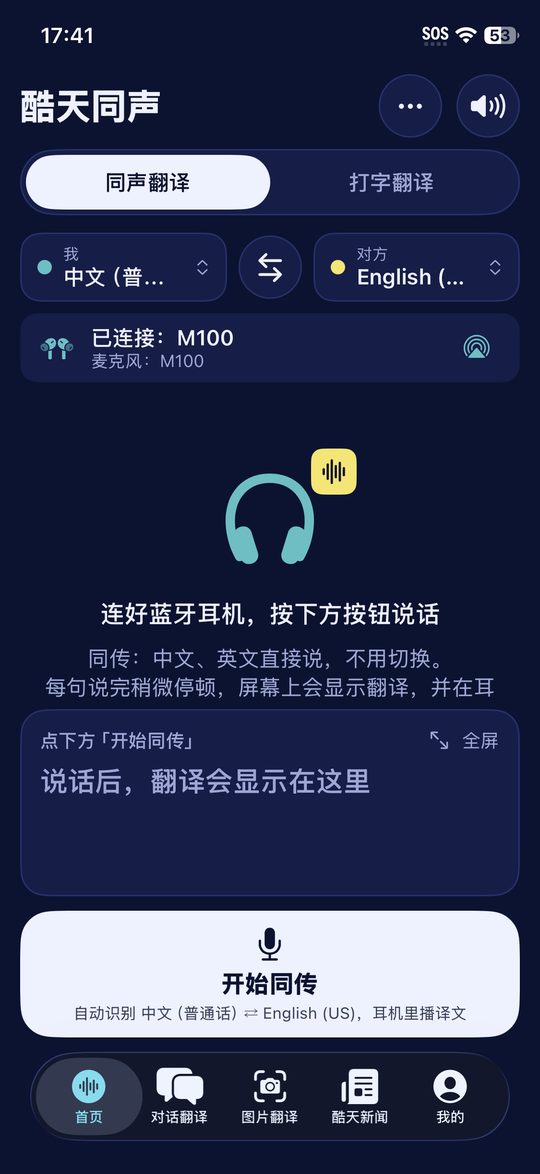 17:41
SOS
53
酷天同声
同声翻译
打字翻译
我
中文 (普...
对方
English (...
已连接：M100
麦克风：M100
连好蓝牙耳机，按下方按钮说话
同传：中文、英文直接说，不用切换。
每句说完稍微停顿，屏幕上会显示翻译，并在耳
点下方「开始同传」
全屏
说话后，翻译会显示在这里
开始同传
自动识别 中文 (普通话) ⇄ English (US)，耳机里播译文
首页
对话翻译
图片翻译
酷天新闻
我的